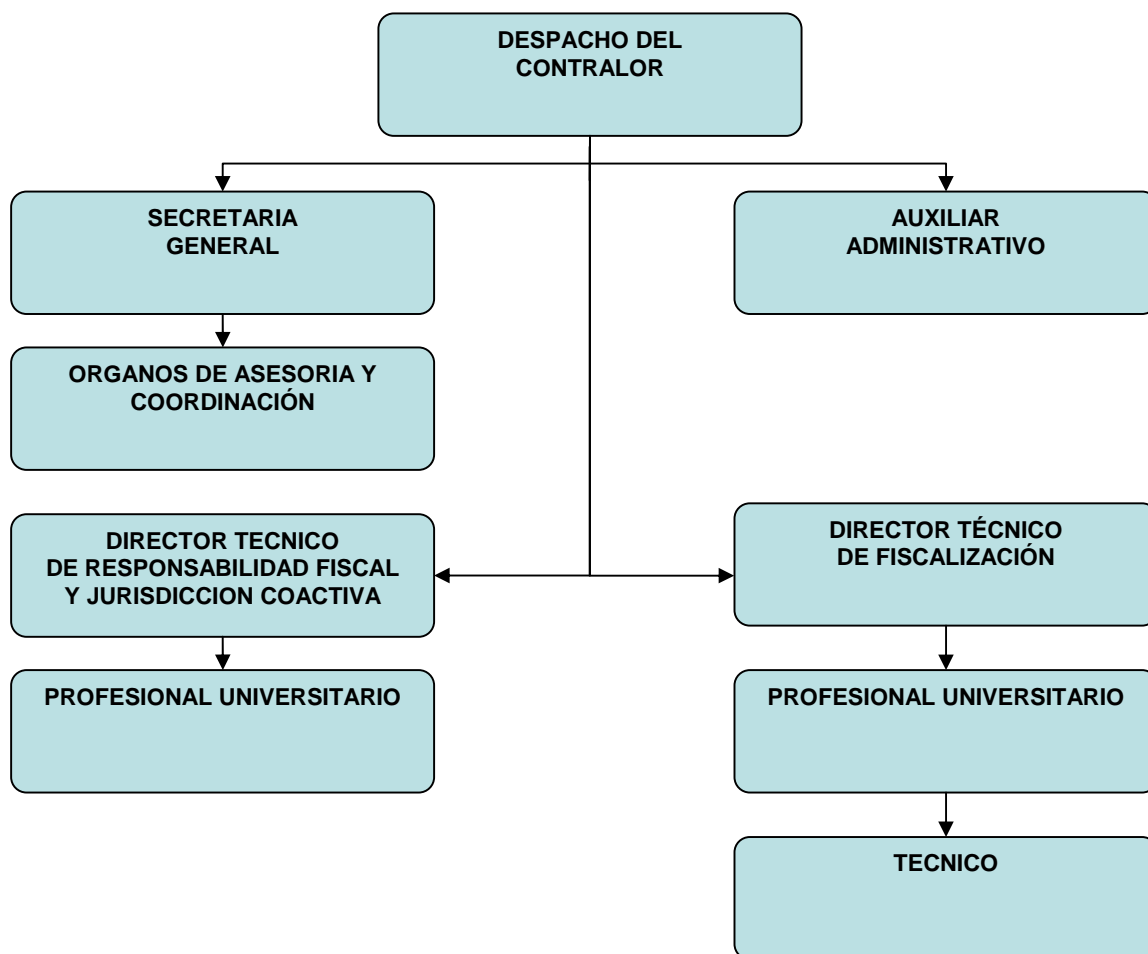 DESPACHO DEL
CONTRALOR
SECRETARIA
GENERAL
AUXILIAR
ADMINISTRATIVO
ORGANOS DE ASESORIA Y
COORDINACIÓN
DIRECTOR TECNICO
DE RESPONSABILIDAD FISCAL
Y JURISDICCION COACTIVA
DIRECTOR TÉCNICO
DE FISCALIZACIÓN
PROFESIONAL UNIVERSITARIO
PROFESIONAL UNIVERSITARIO
TECNICO